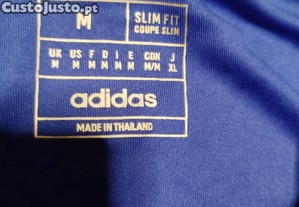 CustoJusto.pt
M
SLIM FIT
COUPE SLIM
UK US F D I E CDN J
M M M M M M M/M XL
adidas
MADE IN THAILAND